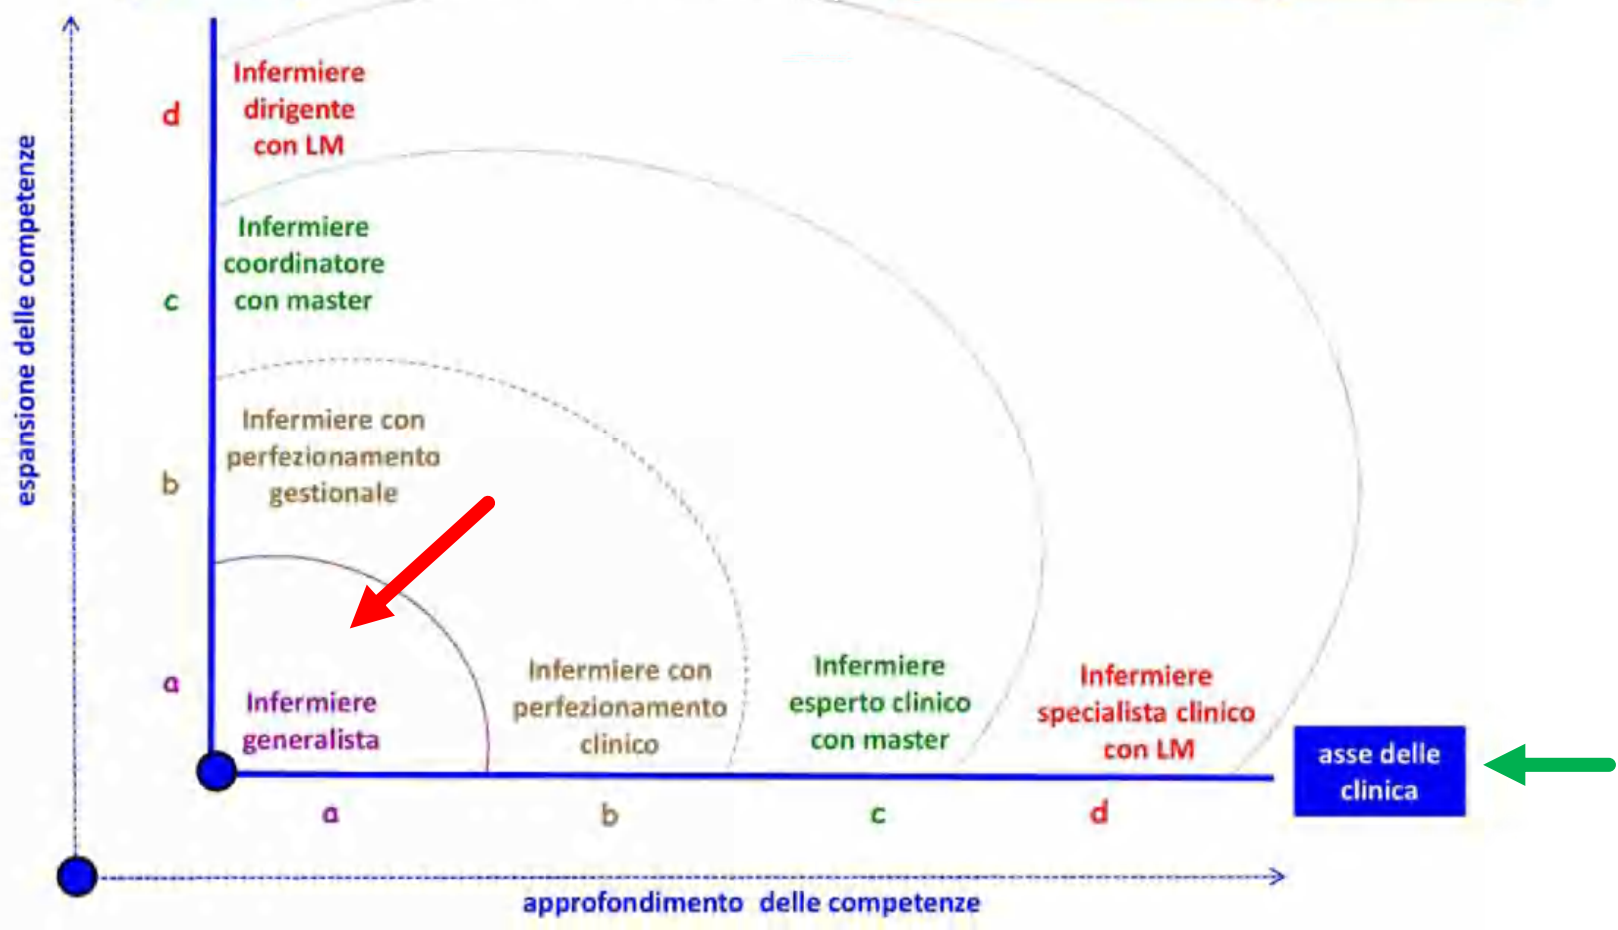 d
Infermiere
dirigente
con LM
espansione delle competenze
c
Infermiere
coordinatore
con master
b
Infermiere con
perfezionamento
gestionale
a
Infermiere
generalista
Infermiere con
perfezionamento
clinico
Infermiere
esperto clinico
con master
Infermiere
specialista clinico
con LM
asse delle
clinica
a
b
c
d
approfondimento delle competenze